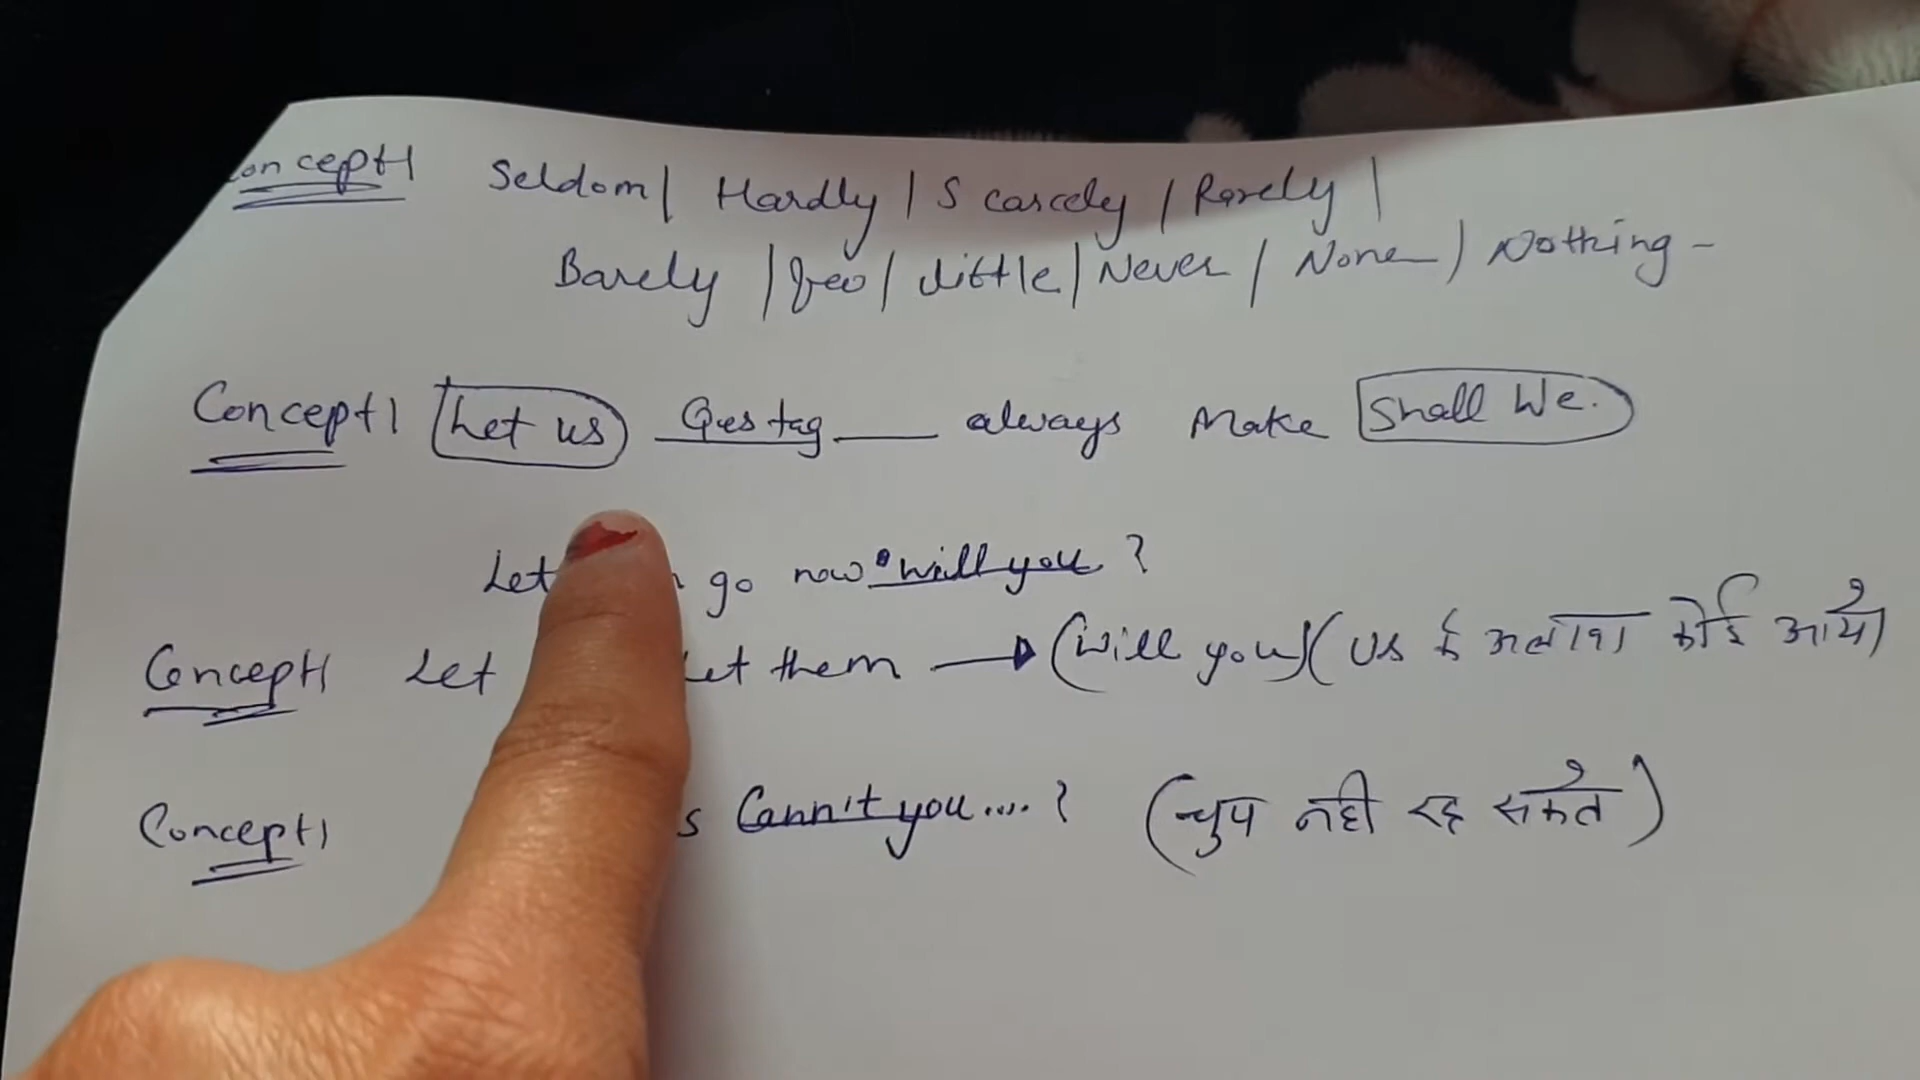 Concept1 Seldom / Hardly / Scarcely / Rarely /
Barely / few / little / Never / None / Nothing -
Concept1 Let us Ques tag always Make Shall We.
Let go now will you ?
Concept1 Let Let them → (will you) (us के अलावा कोई आये)
Concept1 Cann't you.... ? (चुप नही रह सकते)